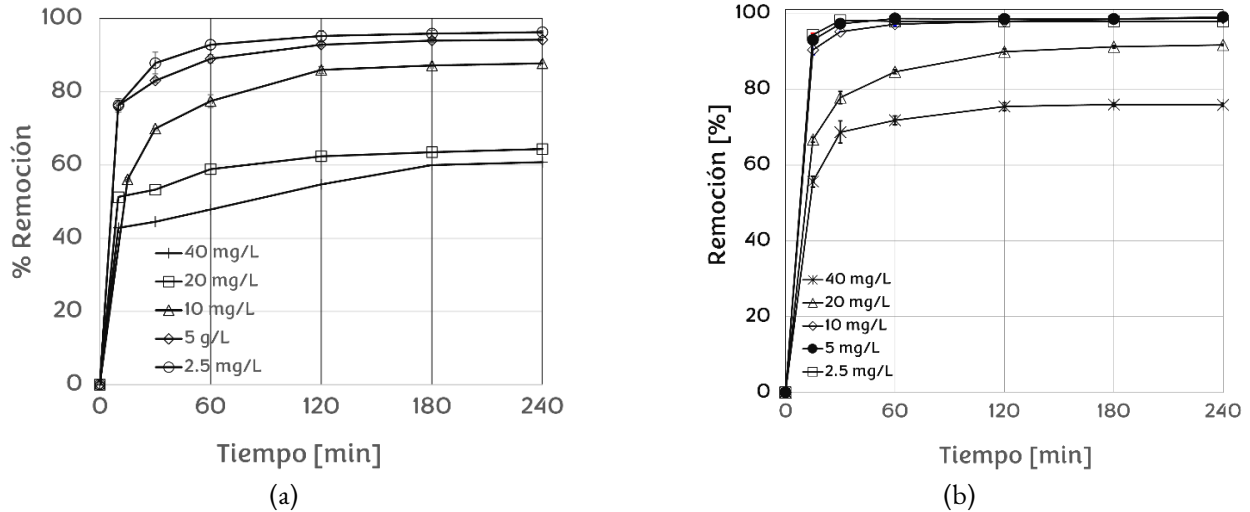 100
80
60
40
20
0
% Remoción
40 mg/L
20 mg/L
10 mg/L
5 g/L
2.5 mg/L
0 60 120 180 240
Tiempo [min]
(a)
100
80
60
40
20
0
Remoción [%]
40 mg/L
20 mg/L
10 mg/L
5 mg/L
2.5 mg/L
0 60 120 180 240
Tiempo [min]
(b)